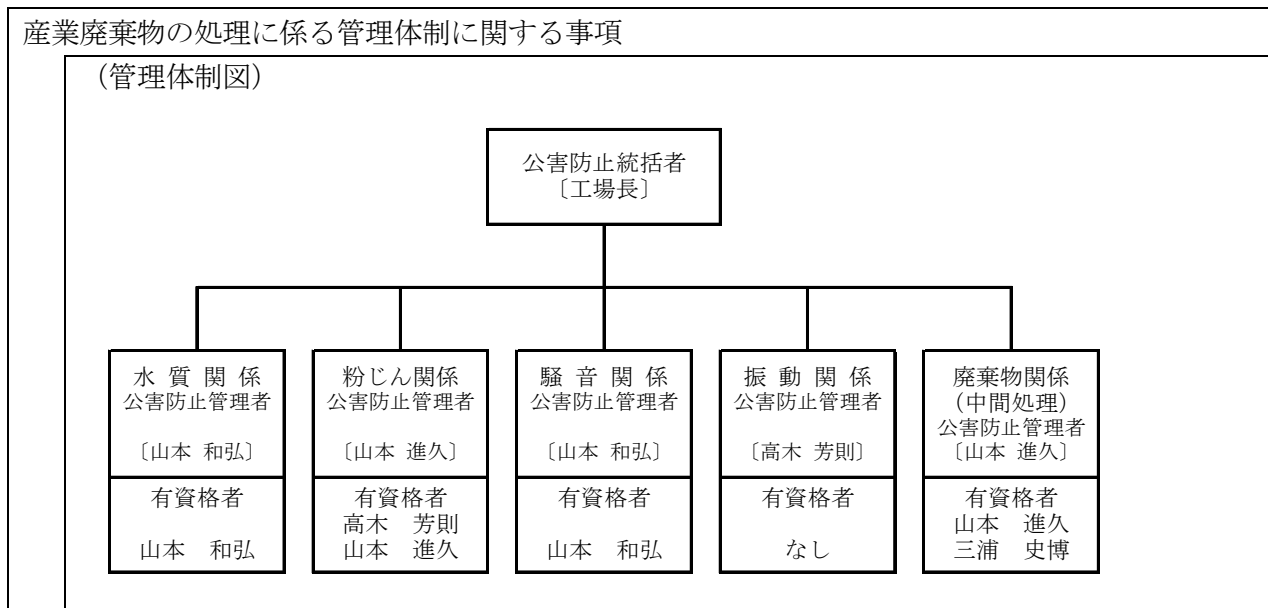 産業廃棄物の処理に係る管理体制に関する事項
（管理体制図）
公害防止統括者
〔工場長〕
水 質 関 係
公害防止管理者
〔山本 和弘〕
有資格者
山本　和弘
粉じん関係
公害防止管理者
〔山本 進久〕
有資格者
高木　芳則
山本　進久
騒 音 関 係
公害防止管理者
〔山本 和弘〕
有資格者
山本　和弘
振 動 関 係
公害防止管理者
〔高木 芳則〕
有資格者
なし
廃棄物関係
（中間処理）
公害防止管理者
〔山本 進久〕
有資格者
山本　進久
三浦　史博